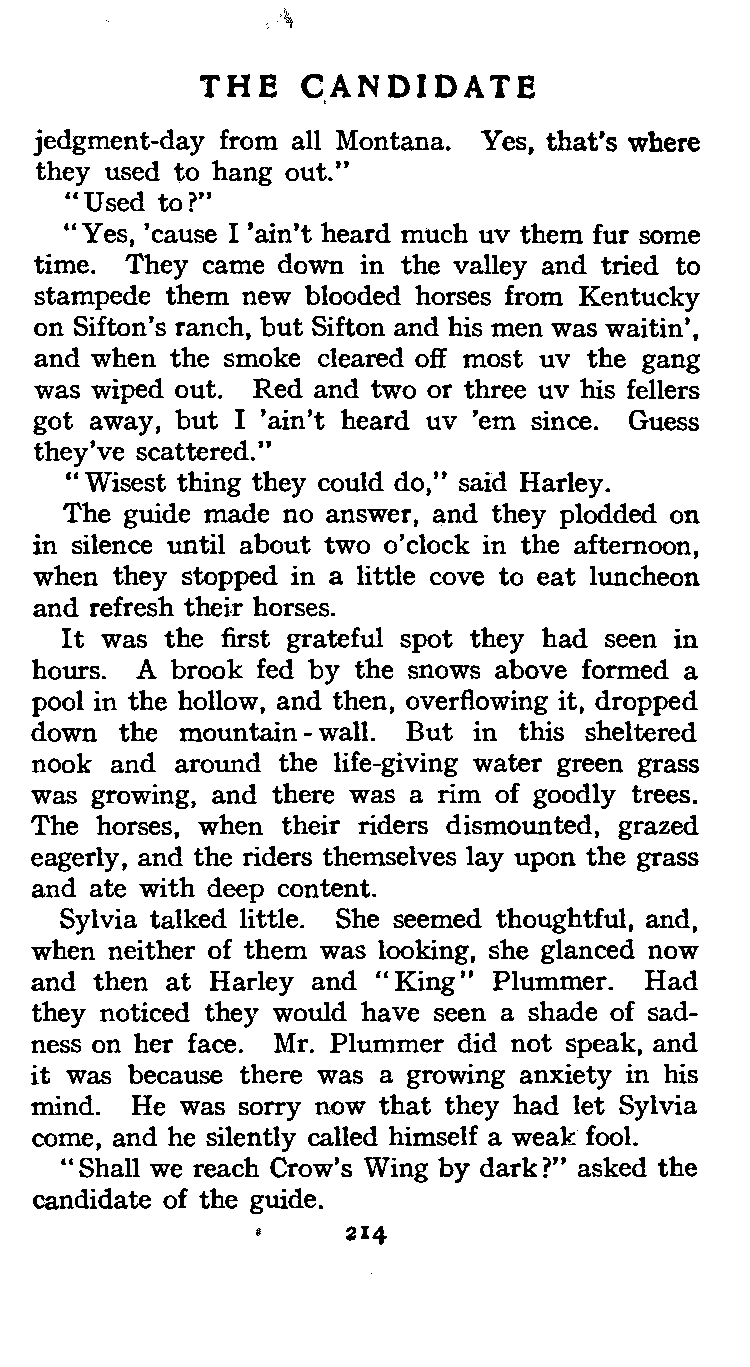 THE CANDIDATE
jedgment-day from all Montana. Yes, that's where
they used to hang out."
"Used to?"
"Yes, 'cause I 'ain't heard much uv them fur some
time. They came down in the valley and tried to
stampede them new blooded horses from Kentucky
on Sifton's ranch, but Sifton and his men was waitin',
and when the smoke cleared off most uv the gang
was wiped out. Red and two or three uv his fellers
got away, but I 'ain't heard uv 'em since. Guess
they've scattered."
"Wisest thing they could do," said Harley.
The guide made no answer, and they plodded on
in silence until about two o'clock in the afternoon,
when they stopped in a little cove to eat luncheon
and refresh their horses.
It was the first grateful spot they had seen in
hours. A brook fed by the snows above formed a
pool in the hollow, and then, overflowing it, dropped
down the mountain-wall. But in this sheltered
nook and around the life-giving water green grass
was growing, and there was a rim of goodly trees.
The horses, when their riders dismounted, grazed
eagerly, and the riders themselves lay upon the grass
and ate with deep content.
Sylvia talked little. She seemed thoughtful, and,
when neither of them was looking, she glanced now
and then at Harley and "King" Plummer. Had
they noticed they would have seen a shade of sad-
ness on her face. Mr. Plummer did not speak, and
it was because there was a growing anxiety in his
mind. He was sorry now that they had let Sylvia
come, and he silently called himself a weak fool.
"Shall we reach Crow's Wing by dark?" asked the
candidate of the guide.
214